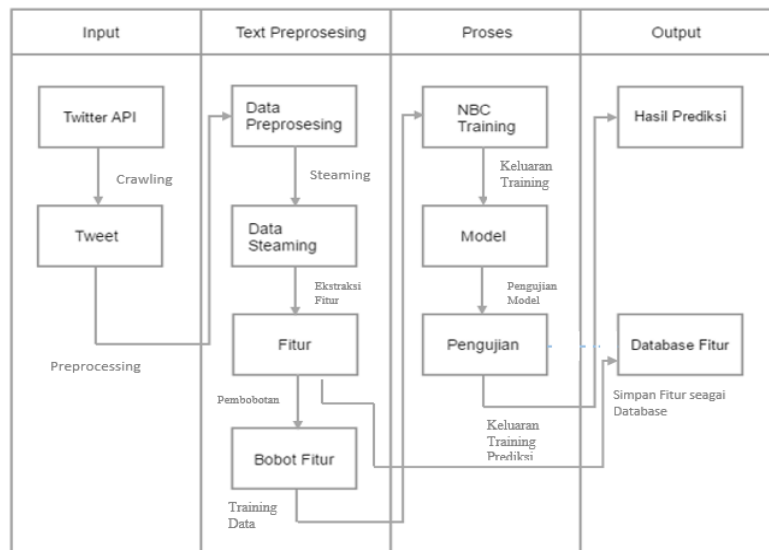 Input
Text Preprosesing
Proses
Output
Twitter API
Crawling
Tweet
Preprocessing
Data
Preprosesing
Steaming
Data
Steaming
Ekstraksi
Fitur
Fitur
Pembobotan
Bobot Fitur
Training
Data
NBC
Training
Keluaran
Training
Model
Pengujian
Model
Pengujian
Keluaran
Training
Prediksi
Hasil Prediksi
Database Fitur
Simpan Fitur seagai
Database